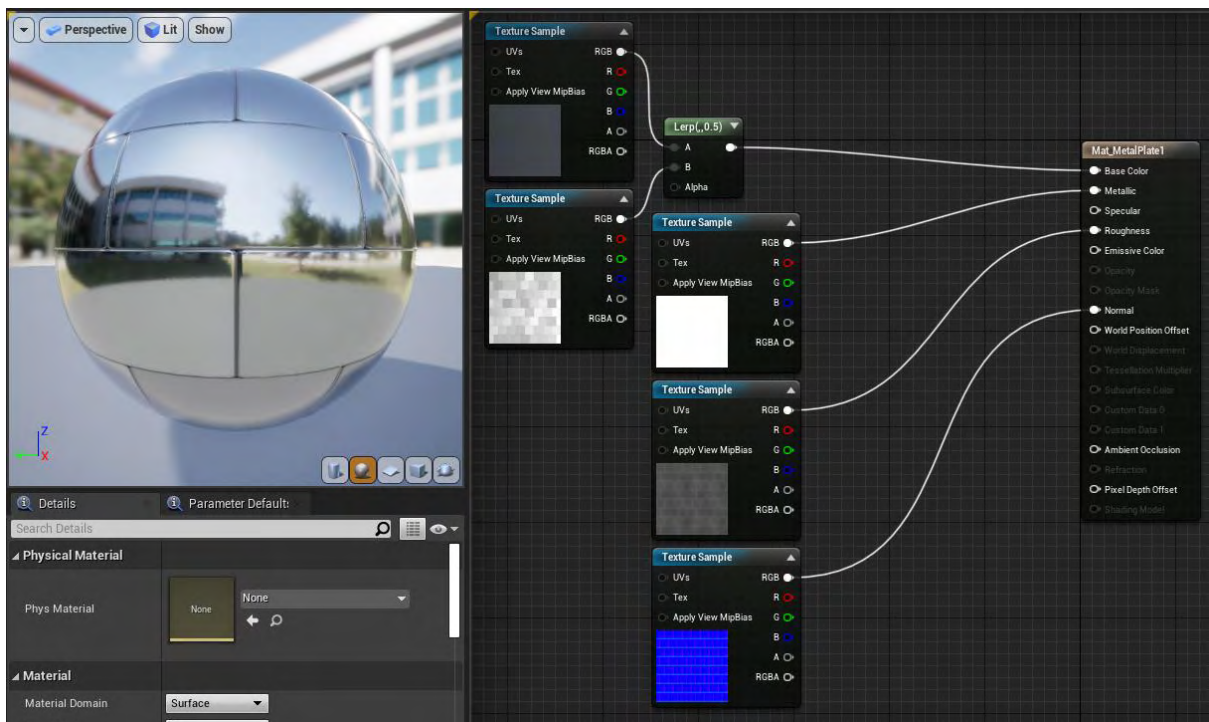 Perspective Lit Show
Z
X
Details Parameter Defaults
Search Details
Physical Material
Phys Material
None
None
Material
Material Domain
Surface
Texture Sample
UVs RGB
Tex R
Apply View MipBias G
B
A
RGBA
Texture Sample
UVs RGB
Tex R
Apply View MipBias G
B
A
RGBA
Lerp(,,0.5)
A
B
Alpha
Texture Sample
UVs RGB
Tex R
Apply View MipBias G
B
A
RGBA
Texture Sample
UVs RGB
Tex R
Apply View MipBias G
B
A
RGBA
Texture Sample
UVs RGB
Tex R
Apply View MipBias G
B
A
RGBA
Mat_MetalPlate1
Base Color
Metallic
Specular
Roughness
Emissive Color
Opacity
Opacity Mask
Normal
World Position Offset
World Displacement
Tessellation Multiplier
Subsurface Color
Custom Data 0
Custom Data 1
Ambient Occlusion
Refraction
Pixel Depth Offset
Shading Model